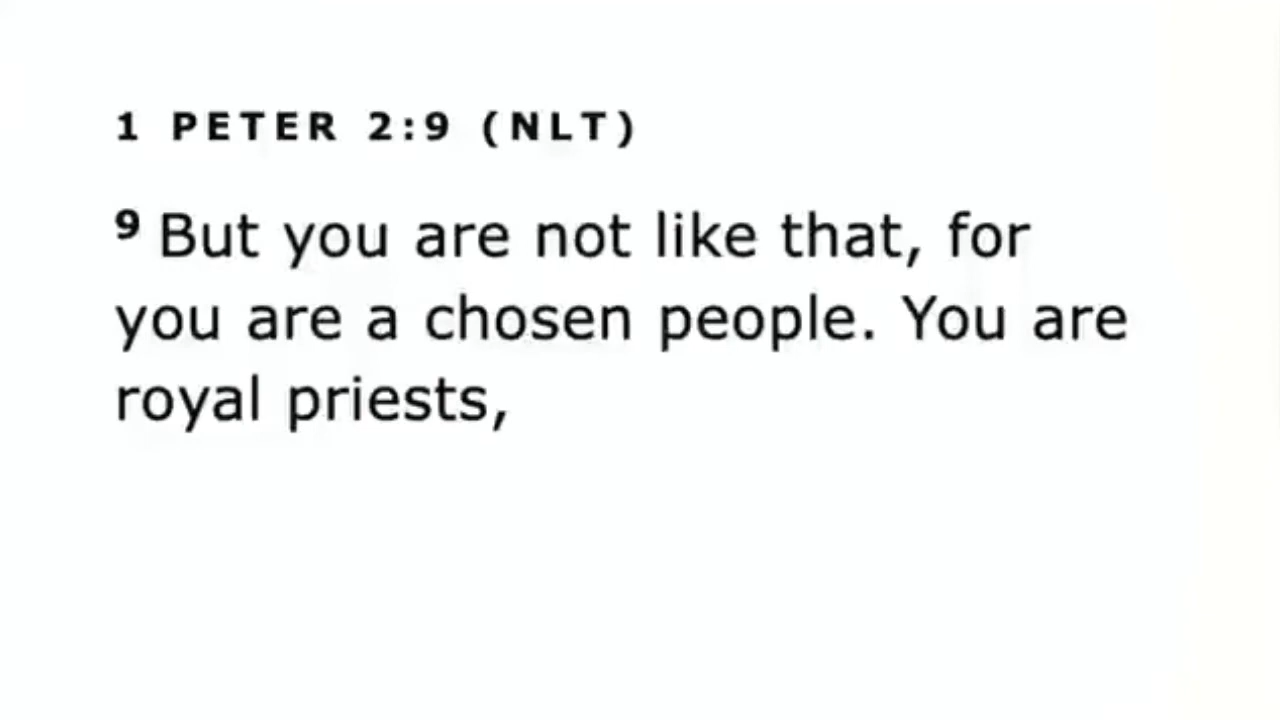 1 PETER 2:9 (NLT)
9 But you are not like that, for
you are a chosen people. You are
royal priests,